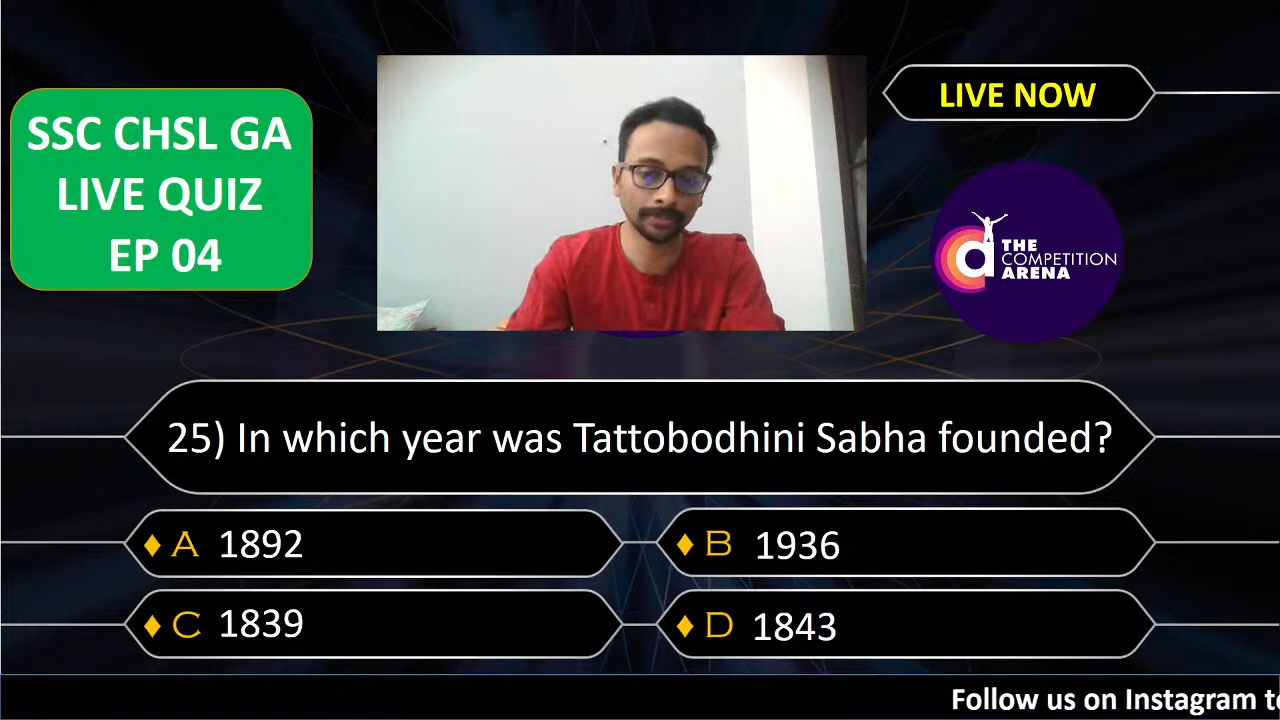 SSC CHSL GA
LIVE QUIZ
EP 04
LIVE NOW
THE
COMPETITION
ARENA
25) In which year was Tattobodhini Sabha founded?
A 1892
B 1936
C 1839
D 1843
Follow us on Instagram to